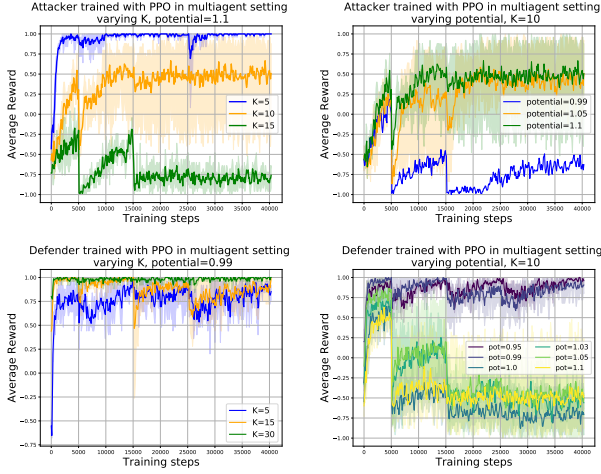 Attacker trained with PPO in multiagent setting
varying K, potential=1.1
Average Reward
1.00
0.75
0.50
0.25
0.00
−0.25
−0.50
−0.75
−1.00
K=5
K=10
K=15
0 5000 10000 15000 20000 25000 30000 35000 40000
Training steps
Attacker trained with PPO in multiagent setting
varying potential, K=10
Average Reward
1.00
0.75
0.50
0.25
0.00
−0.25
−0.50
−0.75
−1.00
potential=0.99
potential=1.05
potential=1.1
0 5000 10000 15000 20000 25000 30000 35000 40000
Training steps
Defender trained with PPO in multiagent setting
varying K, potential=0.99
Average Reward
1.00
0.75
0.50
0.25
0.00
−0.25
−0.50
−0.75
K=5
K=15
K=30
0 5000 10000 15000 20000 25000 30000 35000 40000
Training steps
Defender trained with PPO in multiagent setting
varying potential, K=10
Average Reward
1.00
0.75
0.50
0.25
0.00
−0.25
−0.50
−0.75
−1.00
pot=0.95 pot=1.03
pot=0.99 pot=1.05
pot=1.0 pot=1.1
0 5000 10000 15000 20000 25000 30000 35000 40000
Training steps